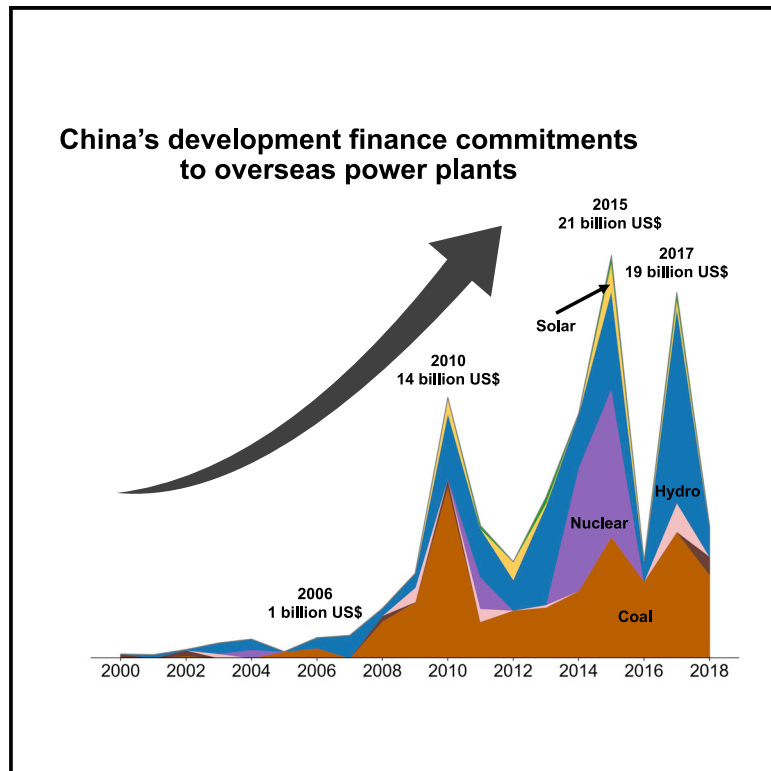 China's development finance commitments
to overseas power plants
2015
21 billion US$
2017
19 billion US$
Solar
2010
14 billion US$
Hydro
Nuclear
2006
1 billion US$
Coal
2000 2002 2004 2006 2008 2010 2012 2014 2016 2018